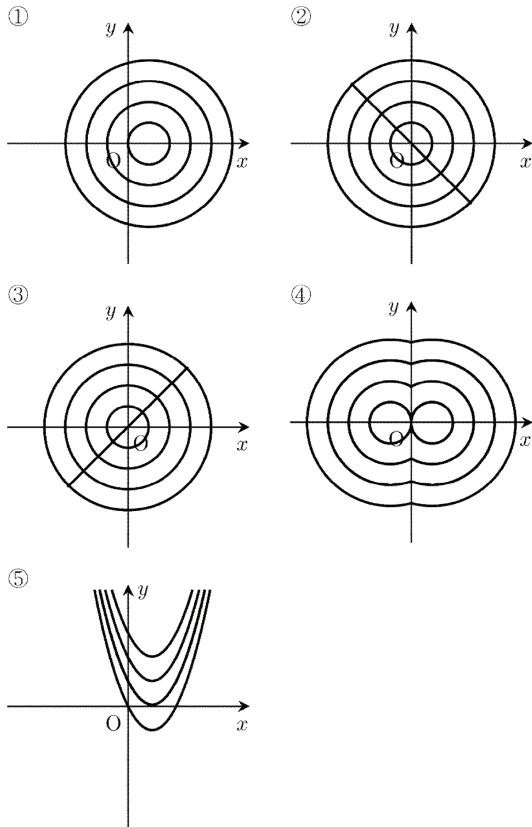 ① y ② y
O x O x
③ y ④ y
O x O x
⑤ y
O x